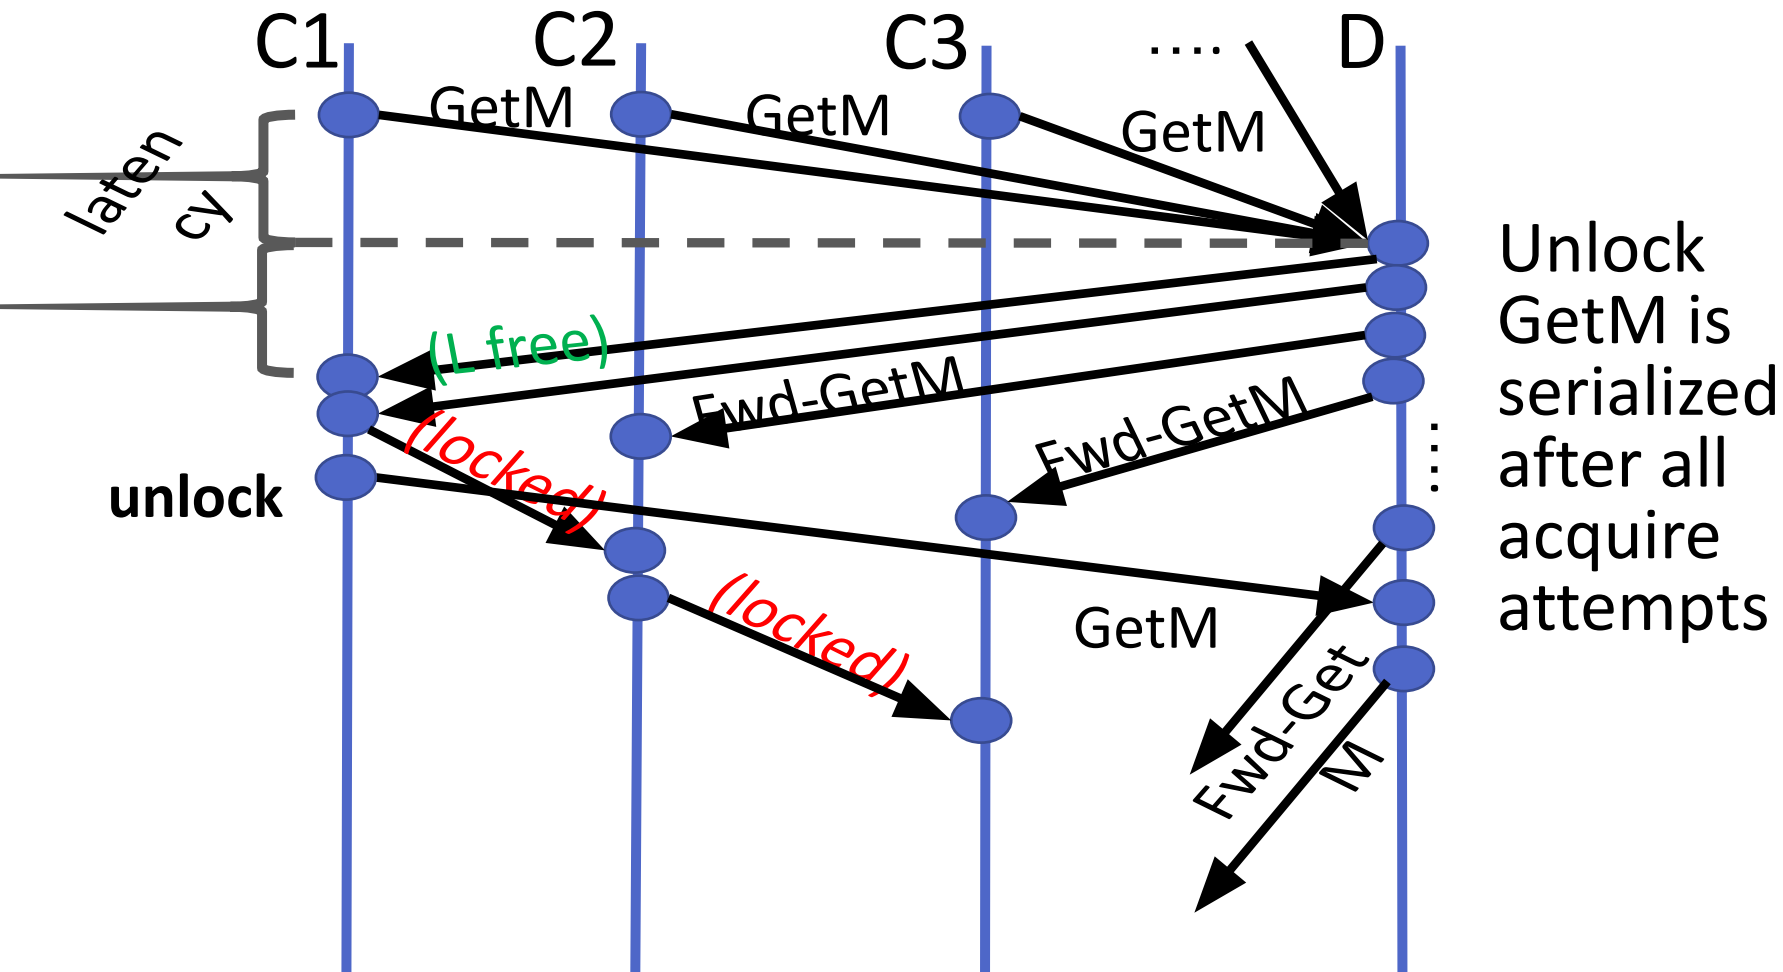 C1
C2
C3
....
D
GetM
GetM
GetM
laten
cy
Unlock
GetM is
serialized
after all
acquire
attempts
(L free)
Fwd-GetM
Fwd-GetM
(locked)
unlock
(locked)
GetM
Fwd-Get
M